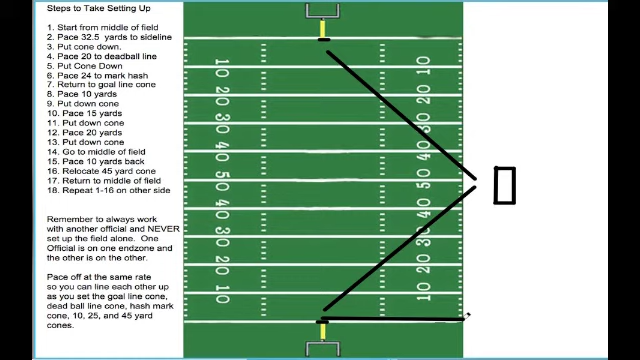 Steps to Take Setting Up
1. Start from middle of field
2. Pace 32.5 yards to sideline
3. Put cone down.
4. Pace 20 to deadball line
5. Put Cone Down
6. Pace 24 to mark hash
7. Return to goal line cone
8. Pace 10 yards
9. Put down cone
10. Pace 15 yards
11. Put down cone
12. Pace 20 yards
13. Put down cone
14. Go to middle of field
15. Pace 10 yards back
16. Relocate 45 yard cone
17. Return to middle of field
18. Repeat 1-16 on other side
Remember to always work
with another official and NEVER
set up the field alone. One
Official is on one endzone and
the other is on the other.
Pace off at the same rate
so you can line each other up
as you set the goal line cone,
dead ball line cone, hash mark
cone, 10, 25, and 45 yard
cones.
10 10
20 20
30 30
40 40
50 50
40 40
30 30
20 20
10 10